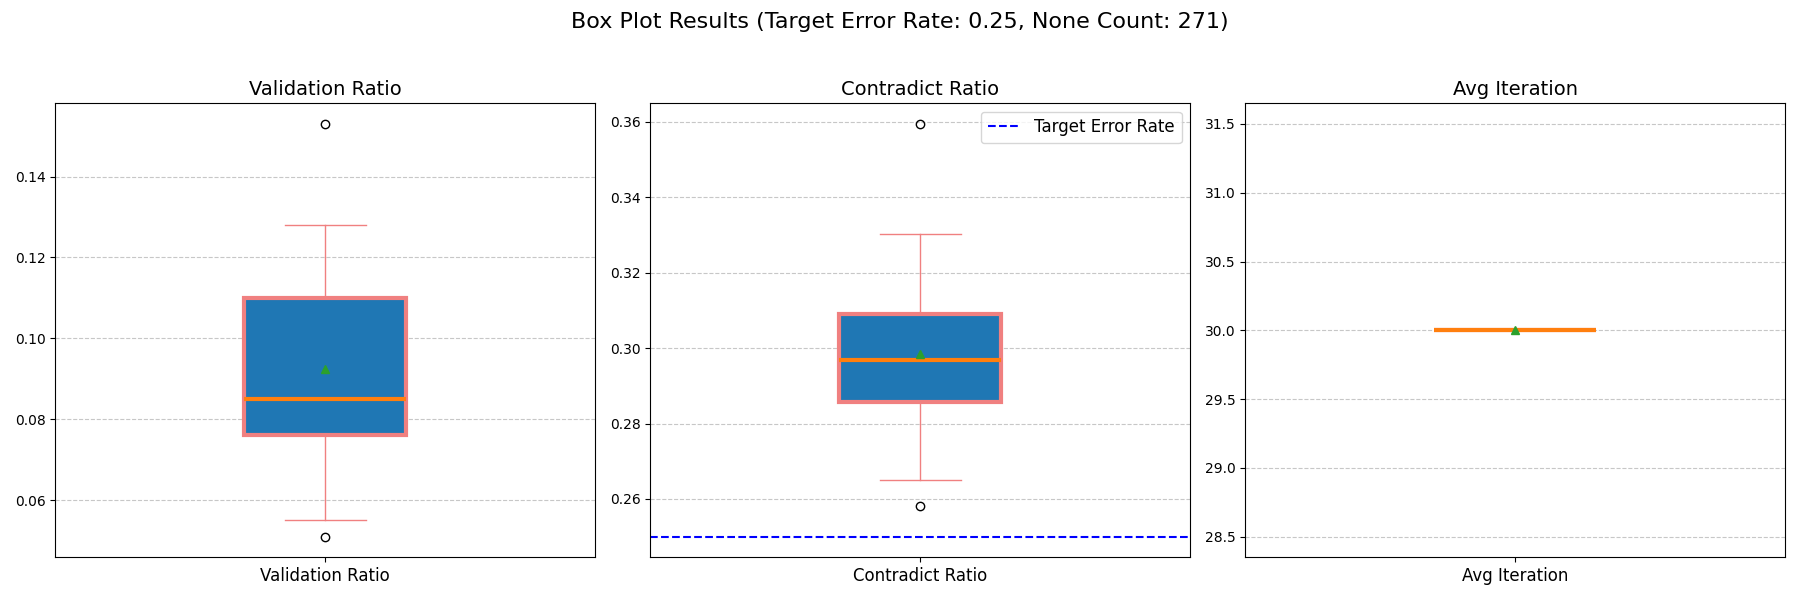 Box Plot Results (Target Error Rate: 0.25, None Count: 271)
Validation Ratio
0.14
0.12
0.10
0.08
0.06
Validation Ratio
Contradict Ratio
Target Error Rate
0.36
0.34
0.32
0.30
0.28
0.26
Contradict Ratio
Avg Iteration
31.5
31.0
30.5
30.0
29.5
29.0
28.5
Avg Iteration